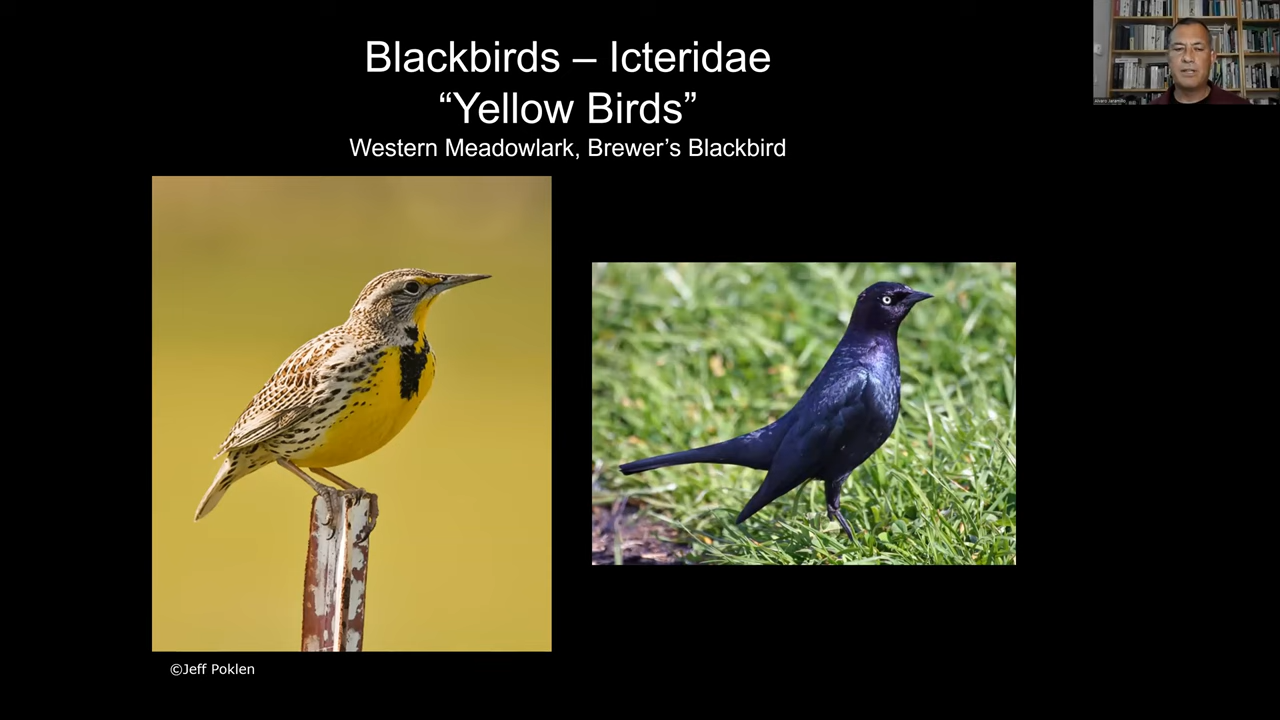 Blackbirds – Icteridae
“Yellow Birds”
Western Meadowlark, Brewer’s Blackbird
©Jeff Poklen